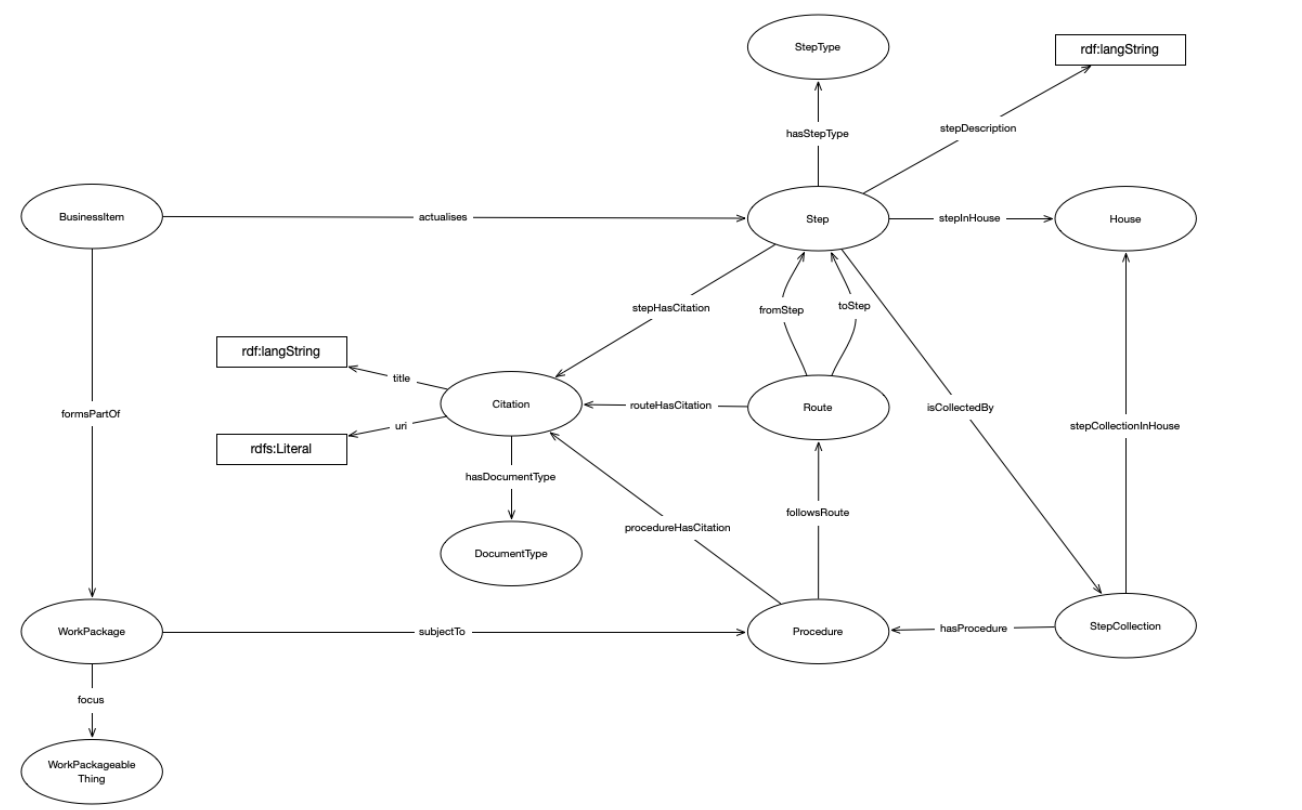 StepType
rdf:langString
stepDescription
hasStepType
BusinessItem
actualises
Step
stepInHouse
House
stepHasCitation
fromStep
toStep
rdf:langString
title
Citation
routeHasCitation
Route
isCollectedBy
formsPartOf
uri
stepCollectionInHouse
rdfs:Literal
hasDocumentType
followsRoute
procedureHasCitation
DocumentType
WorkPackage
subjectTo
Procedure
hasProcedure
StepCollection
focus
WorkPackageable
Thing